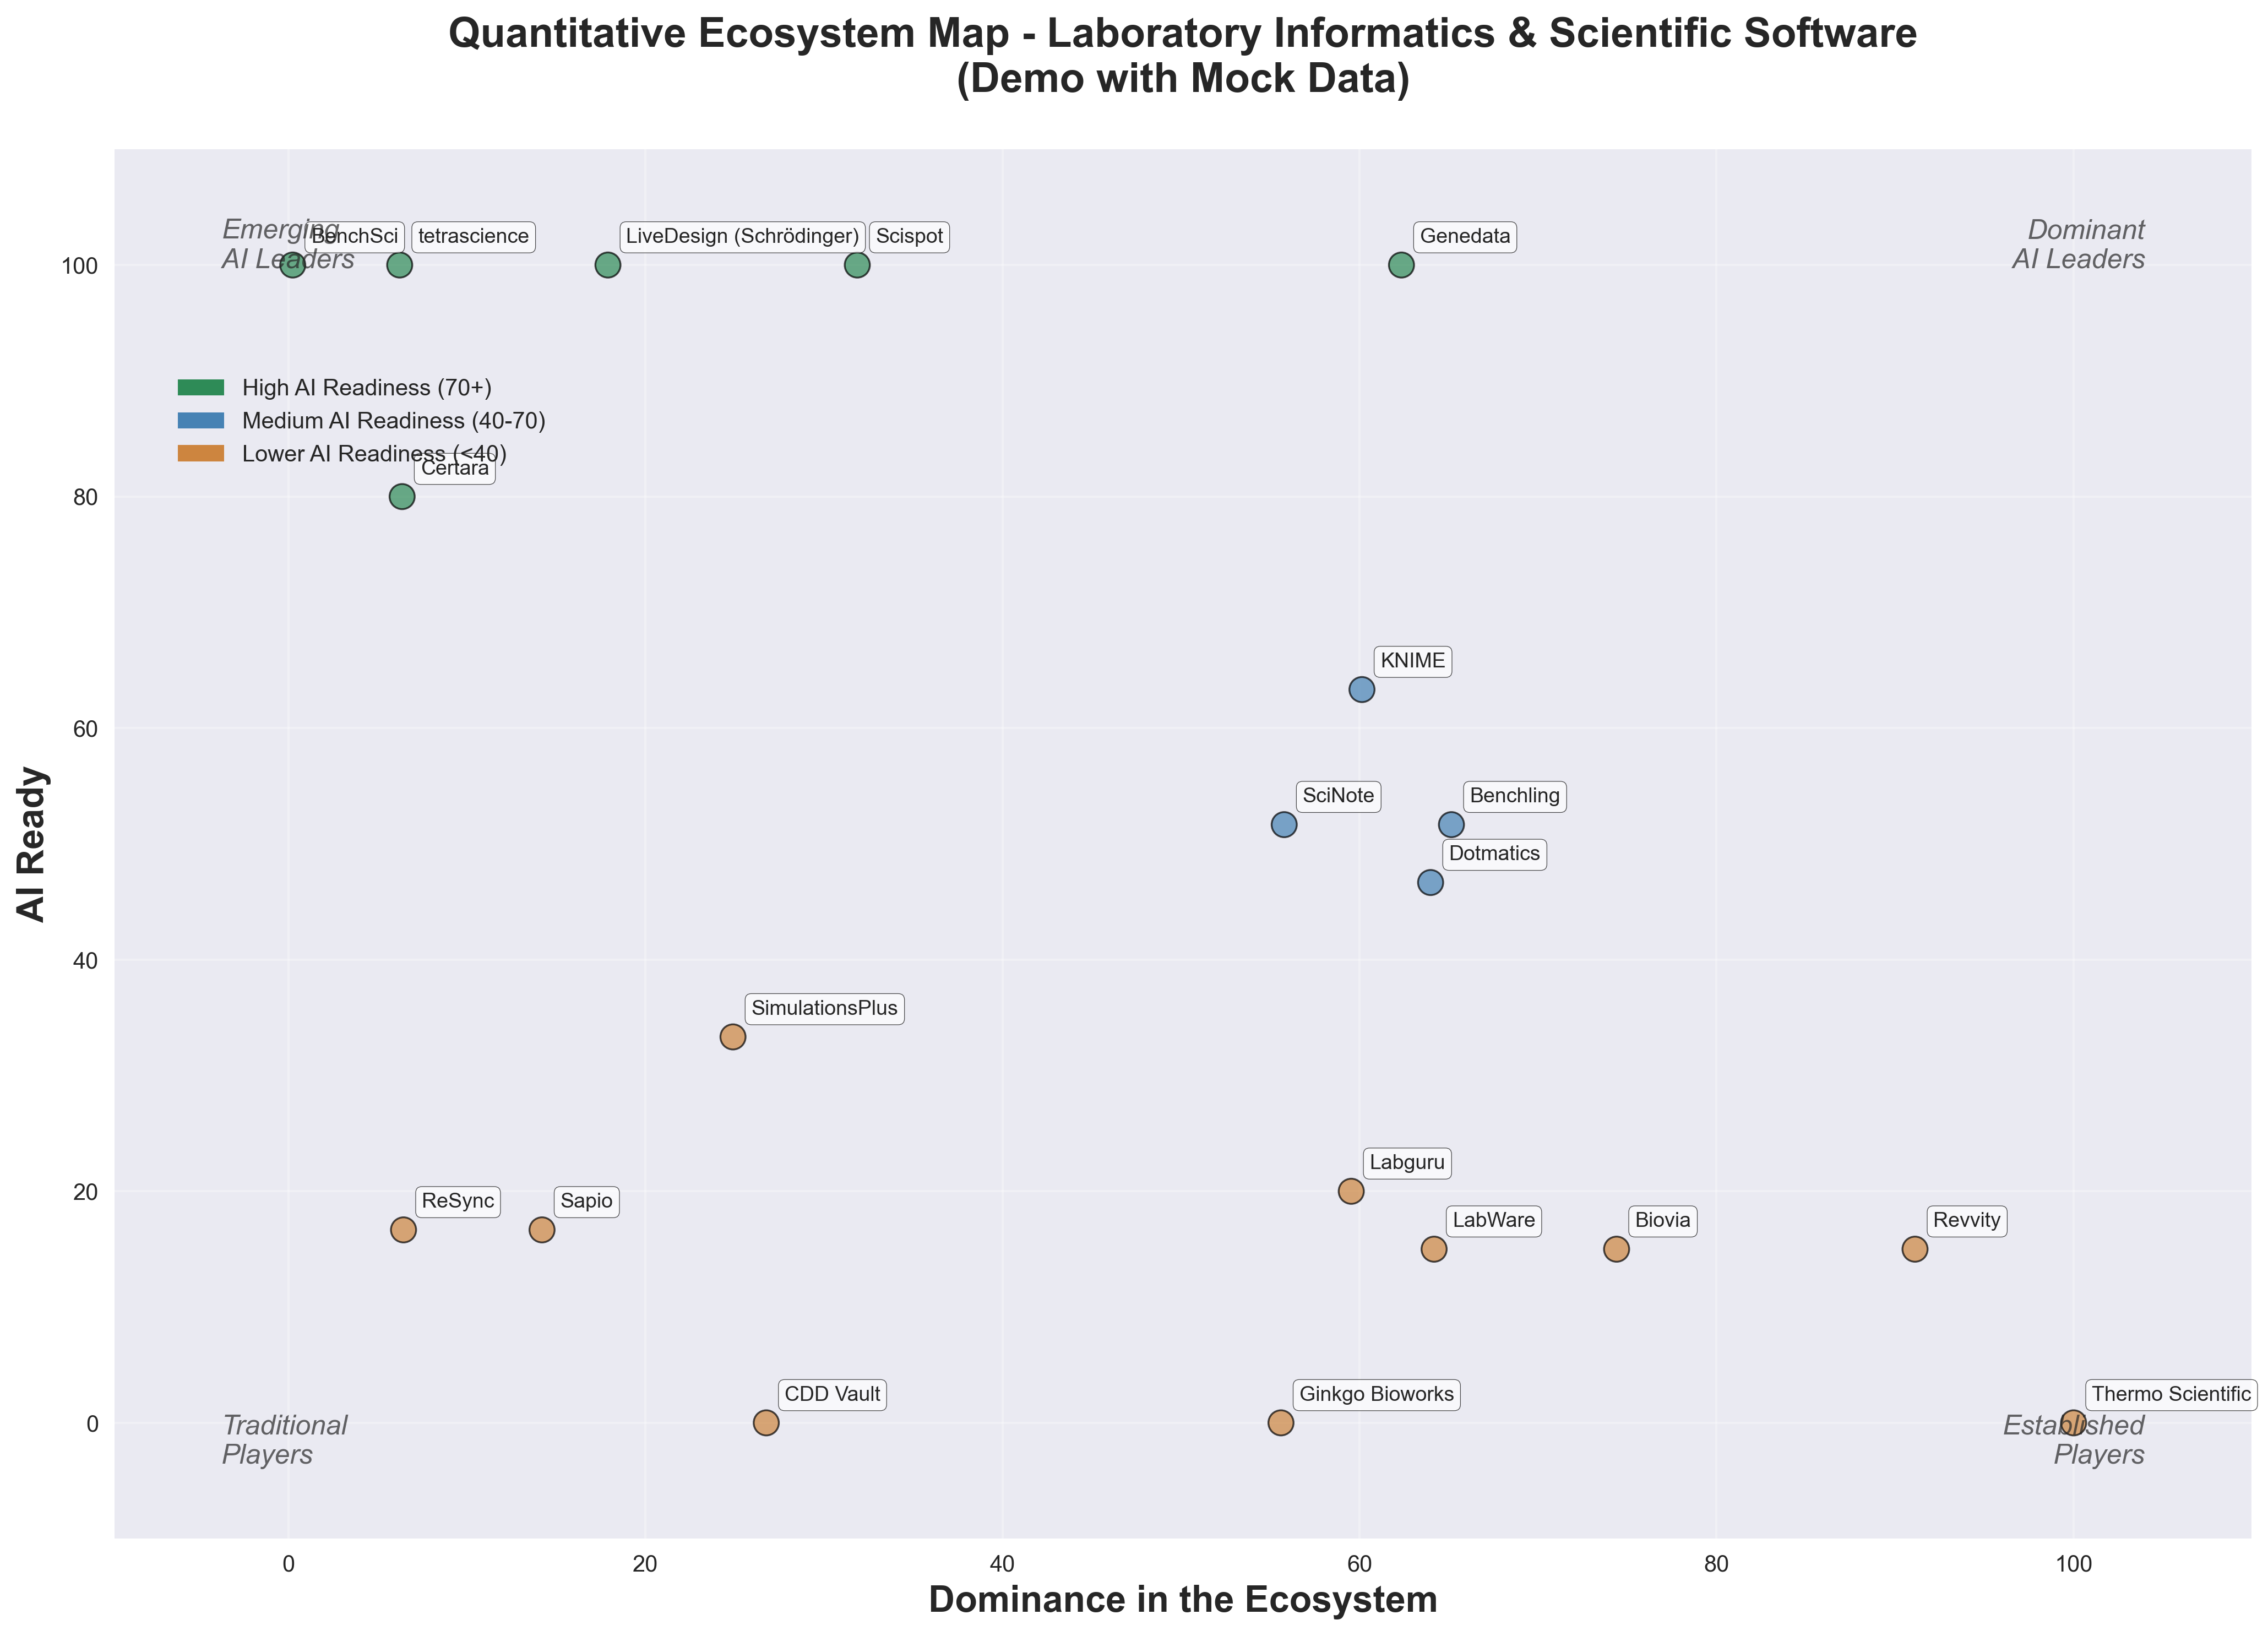 Quantitative Ecosystem Map - Laboratory Informatics & Scientific Software
(Demo with Mock Data)
Emerging
AI Leaders
BenchSci
tetrascience
LiveDesign (Schrödinger)
Scispot
Genedata
Dominant
AI Leaders
High AI Readiness (70+)
Medium AI Readiness (40-70)
Lower AI Readiness (<40)
Certara
KNIME
SciNote
Benchling
Dotmatics
SimulationsPlus
Labguru
ReSync
Sapio
LabWare
Biovia
Revvity
CDD Vault
Ginkgo Bioworks
Thermo Scientific
Traditional
Players
Established
Players
AI Ready
100
80
60
40
20
0
0
20
40
60
80
100
Dominance in the Ecosystem